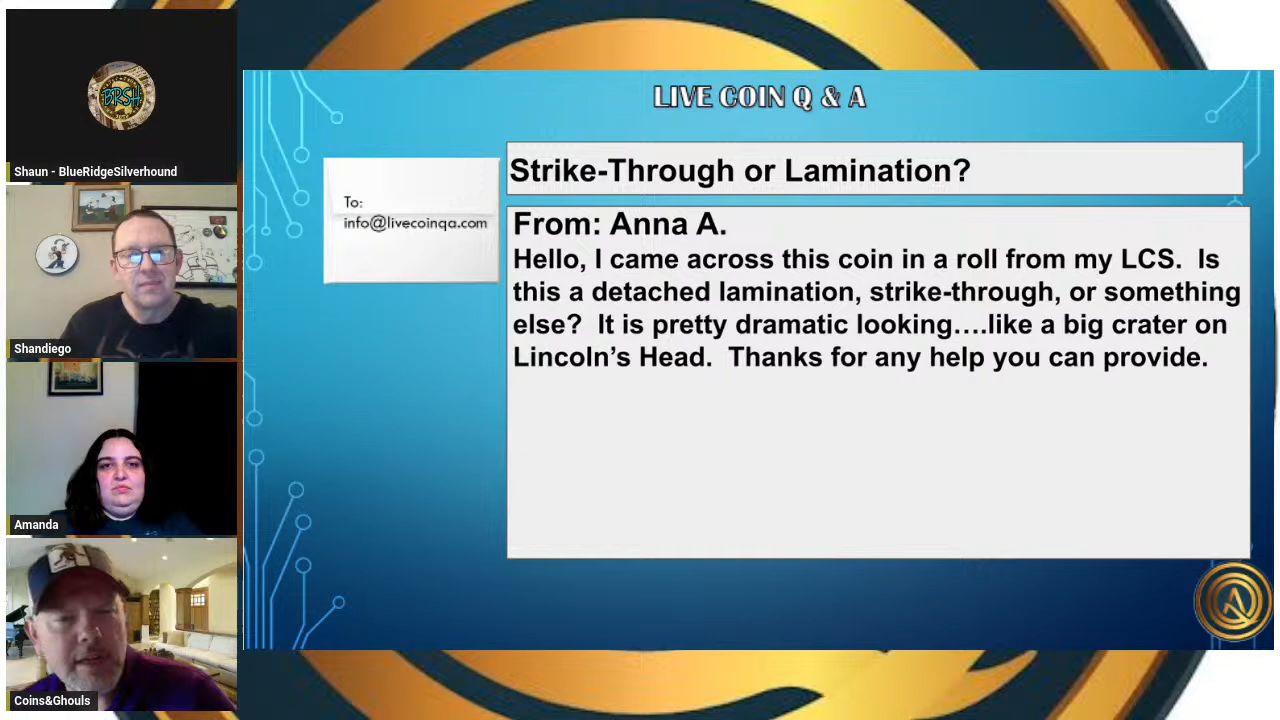 BRSH
Shaun - BlueRidgeSilverhound
Shandiego
Amanda
Coins&Ghouls
LIVE COIN Q & A
To:
info@livecoinqa.com
Strike-Through or Lamination?
From: Anna A.
Hello, I came across this coin in a roll from my LCS. Is
this a detached lamination, strike-through, or something
else? It is pretty dramatic looking....like a big crater on
Lincoln's Head. Thanks for any help you can provide.